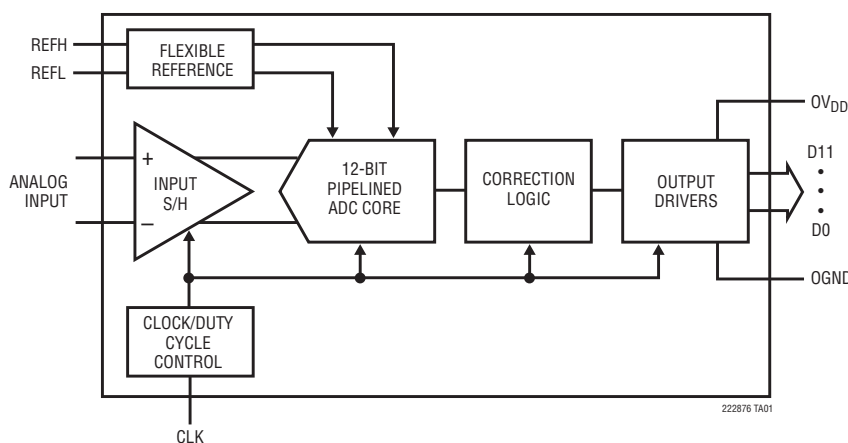 REFH
REFL
FLEXIBLE
REFERENCE
ANALOG
INPUT
+
−
INPUT
S/H
12-BIT
PIPELINED
ADC CORE
CORRECTION
LOGIC
OUTPUT
DRIVERS
OVDD
D11
•
•
•
D0
OGND
CLOCK/DUTY
CYCLE
CONTROL
CLK
222876 TA01